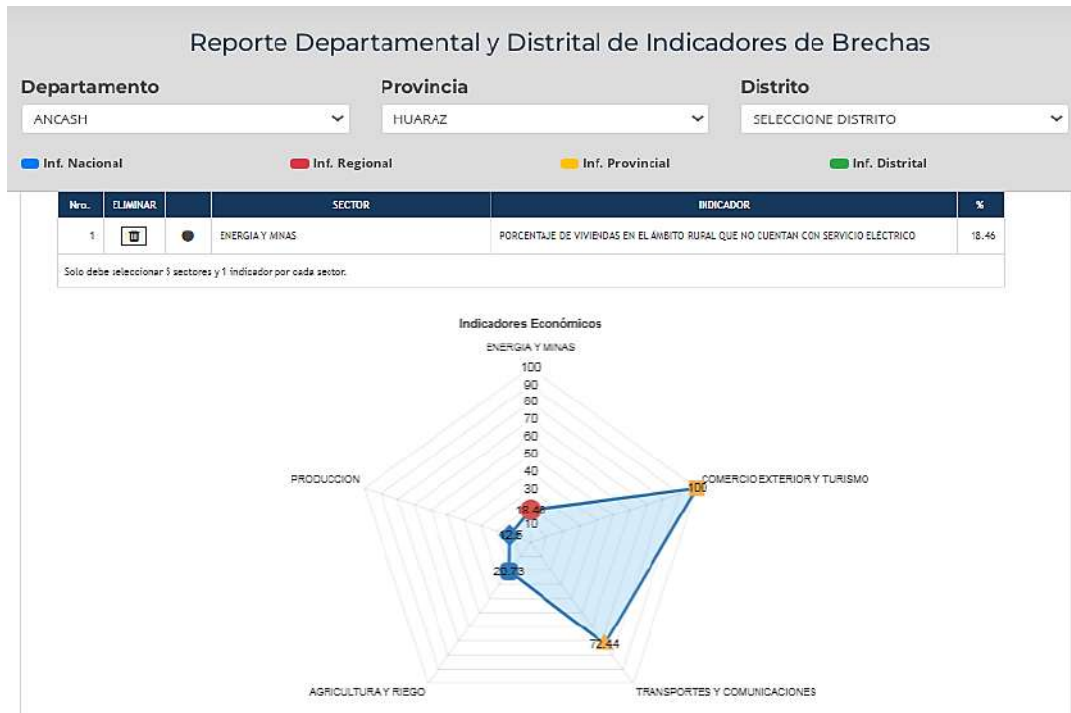 Reporte Departamental y Distrital de Indicadores de Brechas
Departamento Provincia Distrito
ANCASH HUARAZ SELECCIONE DISTRITO
Inf. Nacional Inf. Regional Inf. Provincial Inf. Distrital
Nro. ELIMINAR SECTOR INDICADOR %
1 ENERGIA Y MINAS PORCENTAJE DE VIVIENDAS EN EL ÁMBITO RURAL QUE NO CUENTAN CON SERVICIO ELÉCTRICO 18.46
Solo debe seleccionar 5 sectores y 1 indicador por cada sector.
Indicadores Económicos
ENERGIA Y MINAS
100
90
80
70
60
50
40
30
PRODUCCION
100
COMERCIO EXTERIOR Y TURISMO
18.46
10
12.5
20.73
72.44
AGRICULTURA Y RIEGO
TRANSPORTES Y COMUNICACIONES